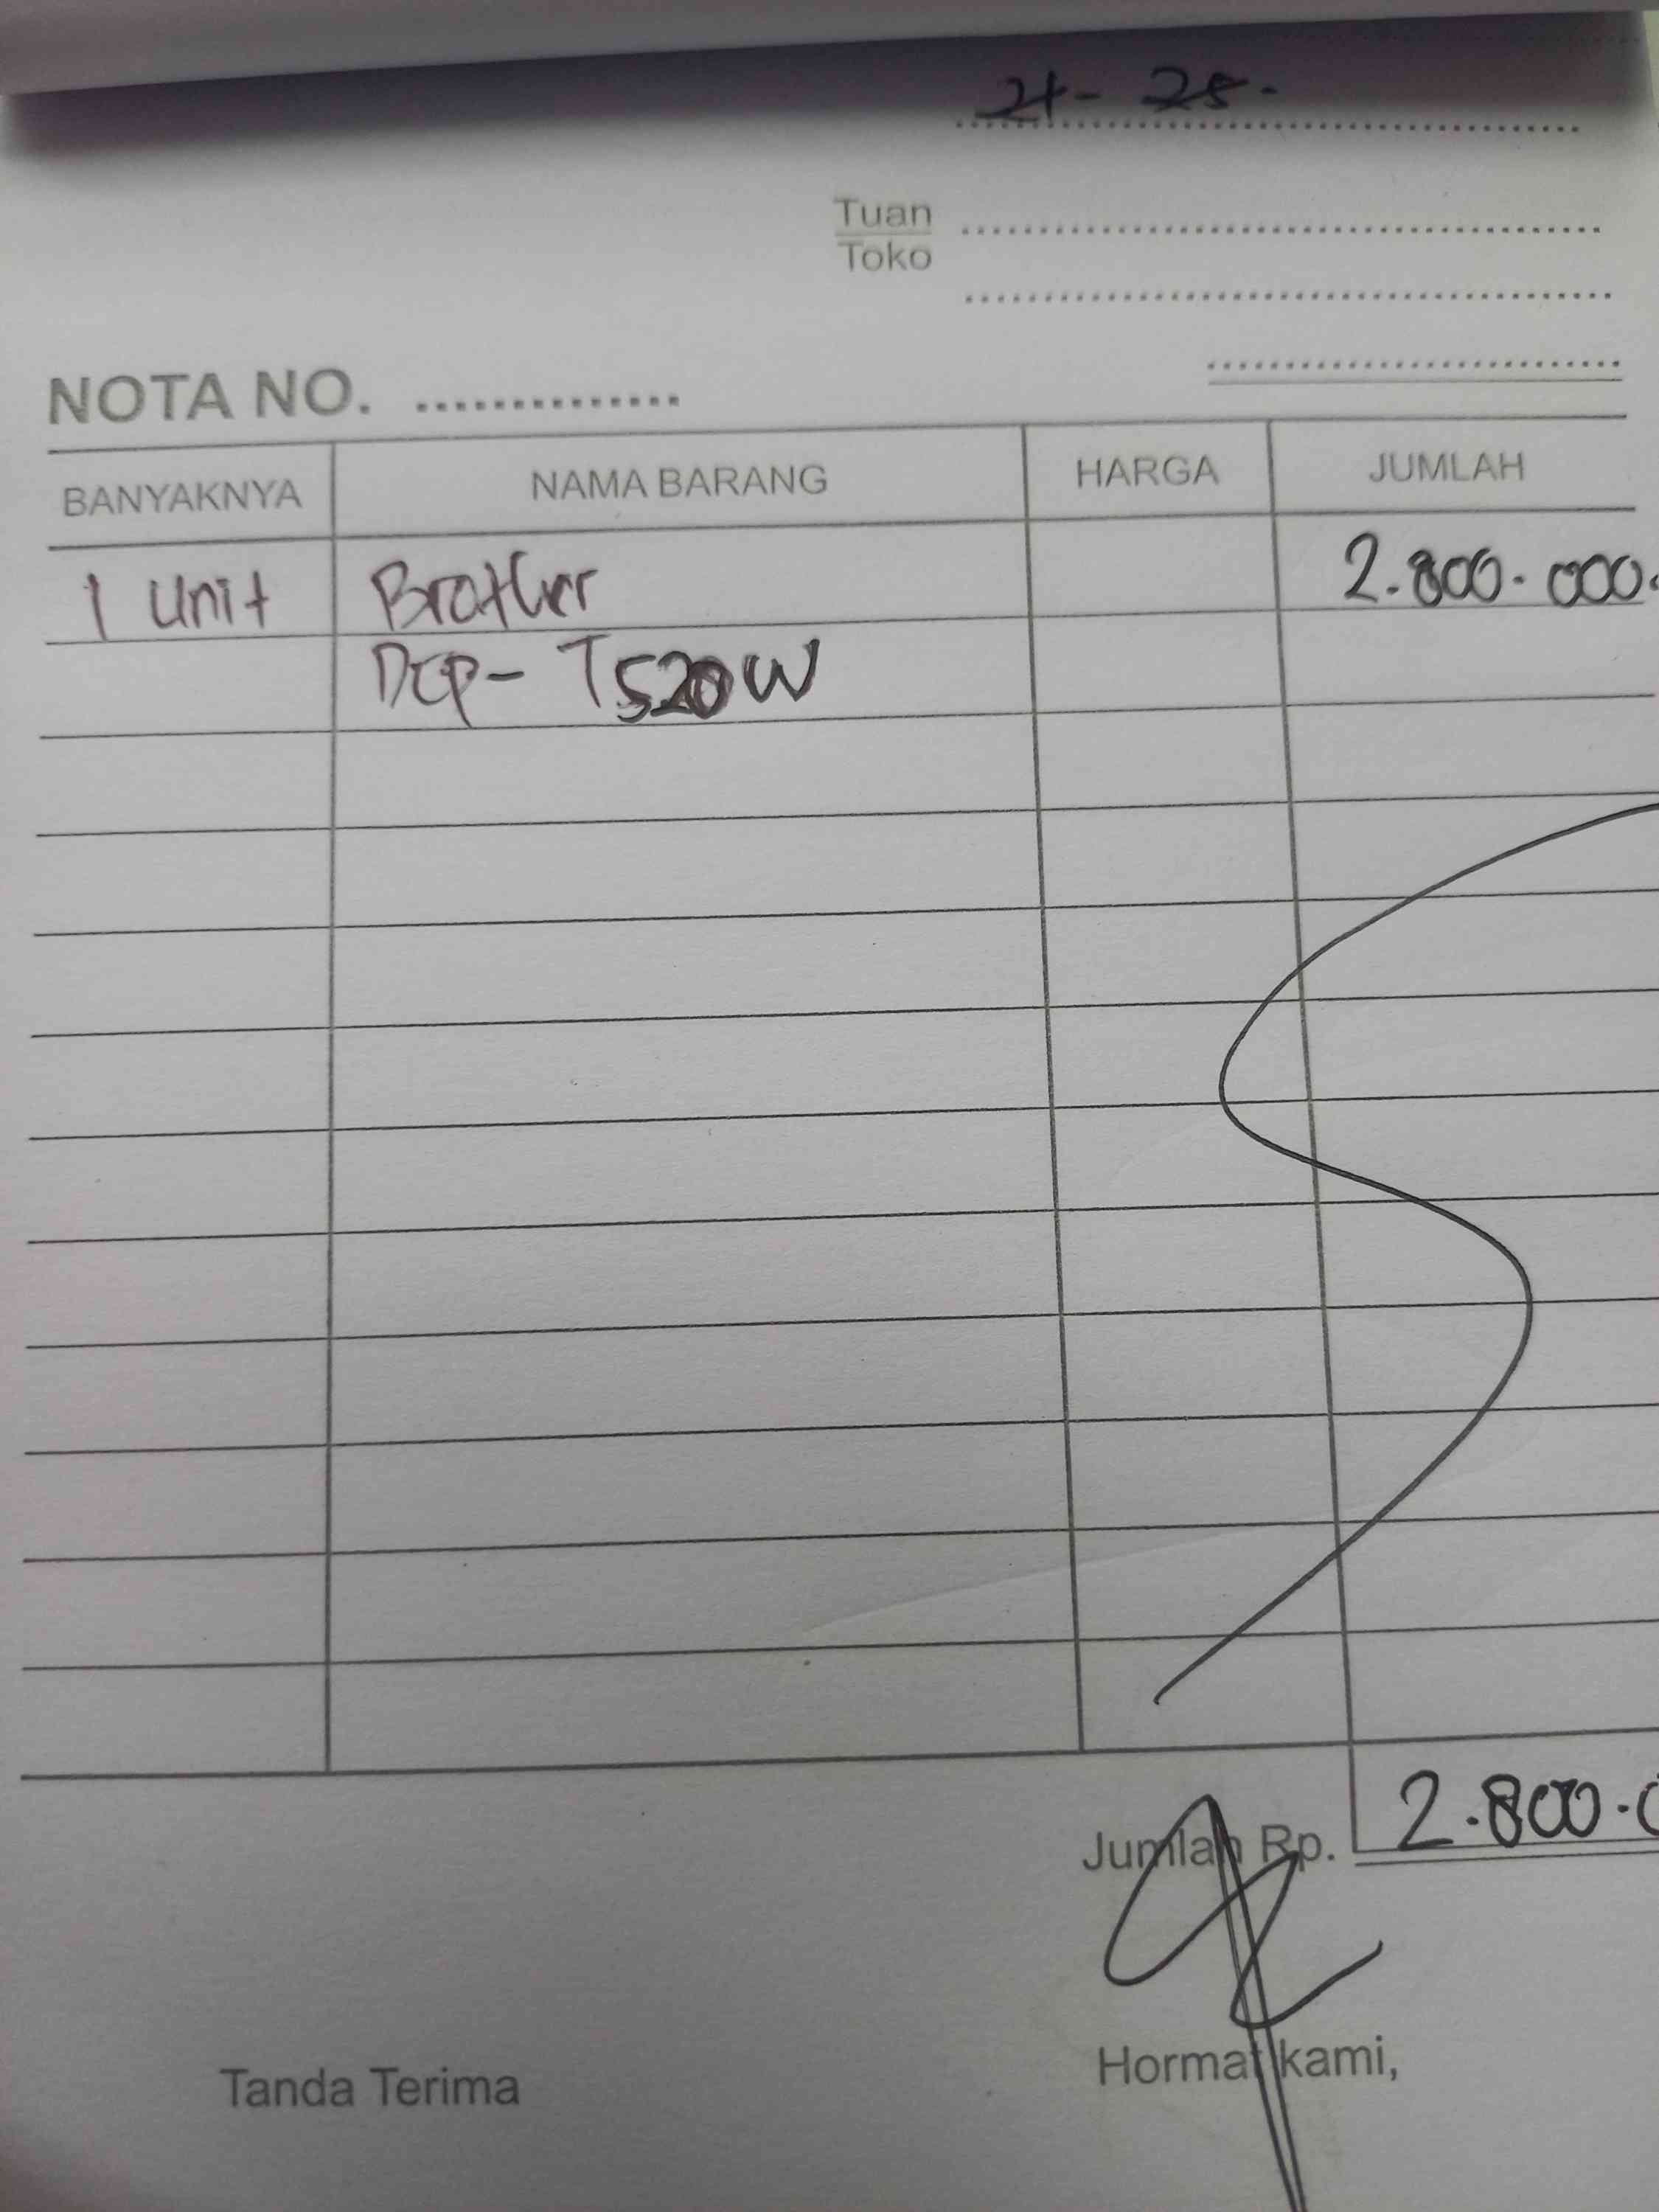 21- 25-
Tuan
Toko
NOTA NO. ..............
BANYAKNYA NAMA BARANG HARGA JUMLAH
1 Unit Brother 2.800.000.
DCP- T520W
Jumlah Rp. 2.800.0
Tanda Terima Hormat kami,